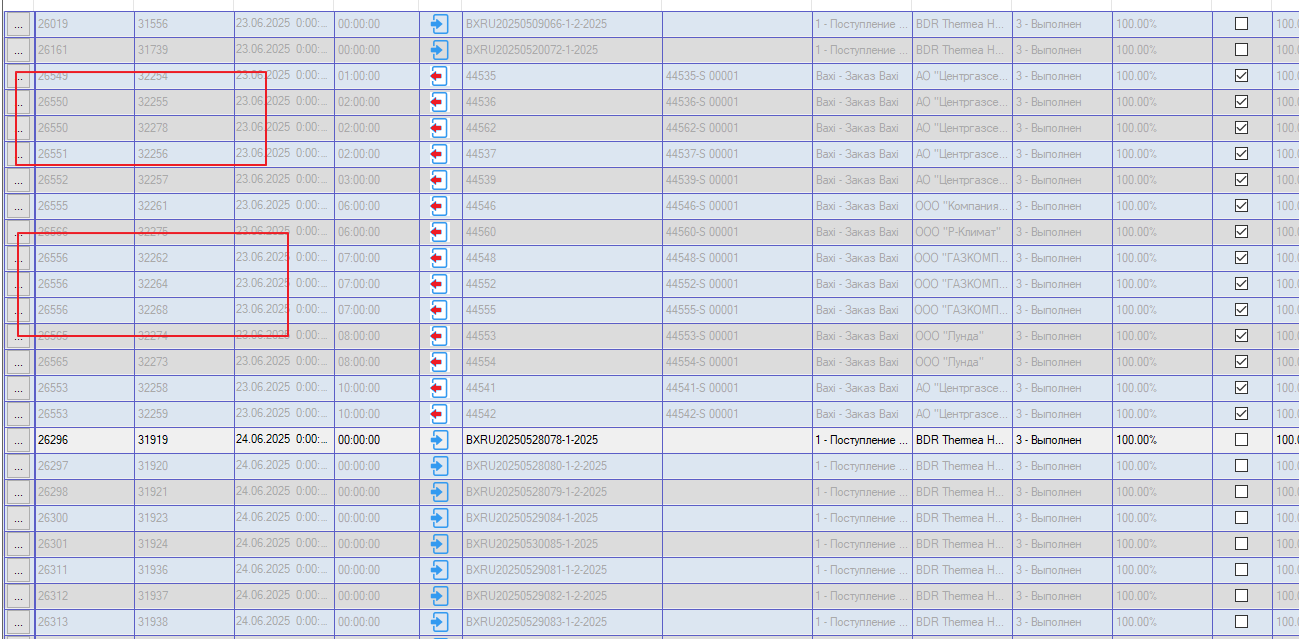 ... 26019 31556 23.06.2025 0:00:... 00:00:00 BXRU20250509066-1-2-2025 1 - Поступление ... BDR Thermea H... 3 - Выполнен 100.00% 100.
... 26161 31739 23.06.2025 0:00:... 00:00:00 BXRU20250520072-1-2025 1 - Поступление ... BDR Thermea H... 3 - Выполнен 100.00% 100.
... 26549 32254 23.06.2025 0:00:... 01:00:00 44535 44535-S 00001 Baxi - Заказ Baxi АО "Центргазсе... 3 - Выполнен 100.00% 100.
... 26550 32255 23.06.2025 0:00:... 02:00:00 44536 44536-S 00001 Baxi - Заказ Baxi АО "Центргазсе... 3 - Выполнен 100.00% 100.
... 26550 32278 23.06.2025 0:00:... 02:00:00 44562 44562-S 00001 Baxi - Заказ Baxi АО "Центргазсе... 3 - Выполнен 100.00% 100.
... 26551 32256 23.06.2025 0:00:... 02:00:00 44537 44537-S 00001 Baxi - Заказ Baxi АО "Центргазсе... 3 - Выполнен 100.00% 100.
... 26552 32257 23.06.2025 0:00:... 03:00:00 44539 44539-S 00001 Baxi - Заказ Baxi АО "Центргазсе... 3 - Выполнен 100.00% 100.
... 26555 32261 23.06.2025 0:00:... 06:00:00 44546 44546-S 00001 Baxi - Заказ Baxi ООО "Компания... 3 - Выполнен 100.00% 100.
... 26566 32275 23.06.2025 0:00:... 06:00:00 44560 44560-S 00001 Baxi - Заказ Baxi ООО "Р-Климат" 3 - Выполнен 100.00% 100.
... 26556 32262 23.06.2025 0:00:... 07:00:00 44548 44548-S 00001 Baxi - Заказ Baxi ООО "ГАЗКОМП... 3 - Выполнен 100.00% 100.
... 26556 32264 23.06.2025 0:00:... 07:00:00 44552 44552-S 00001 Baxi - Заказ Baxi ООО "ГАЗКОМП... 3 - Выполнен 100.00% 100.
... 26556 32268 23.06.2025 0:00:... 07:00:00 44555 44555-S 00001 Baxi - Заказ Baxi ООО "ГАЗКОМП... 3 - Выполнен 100.00% 100.
... 26565 32274 23.06.2025 0:00:... 08:00:00 44553 44553-S 00001 Baxi - Заказ Baxi ООО "Лунда" 3 - Выполнен 100.00% 100.
... 26565 32273 23.06.2025 0:00:... 08:00:00 44554 44554-S 00001 Baxi - Заказ Baxi ООО "Лунда" 3 - Выполнен 100.00% 100.
... 26553 32258 23.06.2025 0:00:... 10:00:00 44541 44541-S 00001 Baxi - Заказ Baxi АО "Центргазсе... 3 - Выполнен 100.00% 100.
... 26553 32259 23.06.2025 0:00:... 10:00:00 44542 44542-S 00001 Baxi - Заказ Baxi АО "Центргазсе... 3 - Выполнен 100.00% 100.
... 26296 31919 24.06.2025 0:00:... 00:00:00 BXRU20250528078-1-2025 1 - Поступление ... BDR Thermea H... 3 - Выполнен 100.00% 100.
... 26297 31920 24.06.2025 0:00:... 00:00:00 BXRU20250528080-1-2-2025 1 - Поступление ... BDR Thermea H... 3 - Выполнен 100.00% 100.
... 26298 31921 24.06.2025 0:00:... 00:00:00 BXRU20250528079-1-2-2025 1 - Поступление ... BDR Thermea H... 3 - Выполнен 100.00% 100.
... 26300 31923 24.06.2025 0:00:... 00:00:00 BXRU20250529084-1-2025 1 - Поступление ... BDR Thermea H... 3 - Выполнен 100.00% 100.
... 26301 31924 24.06.2025 0:00:... 00:00:00 BXRU20250530085-1-2025 1 - Поступление ... BDR Thermea H... 3 - Выполнен 100.00% 100.
... 26311 31936 24.06.2025 0:00:... 00:00:00 BXRU20250529081-1-2-2025 1 - Поступление ... BDR Thermea H... 3 - Выполнен 100.00% 100.
... 26312 31937 24.06.2025 0:00:... 00:00:00 BXRU20250529082-1-2-2025 1 - Поступление ... BDR Thermea H... 3 - Выполнен 100.00% 100.
... 26313 31938 24.06.2025 0:00:... 00:00:00 BXRU20250529083-1-2-2025 1 - Поступление ... BDR Thermea H... 3 - Выполнен 100.00% 100.